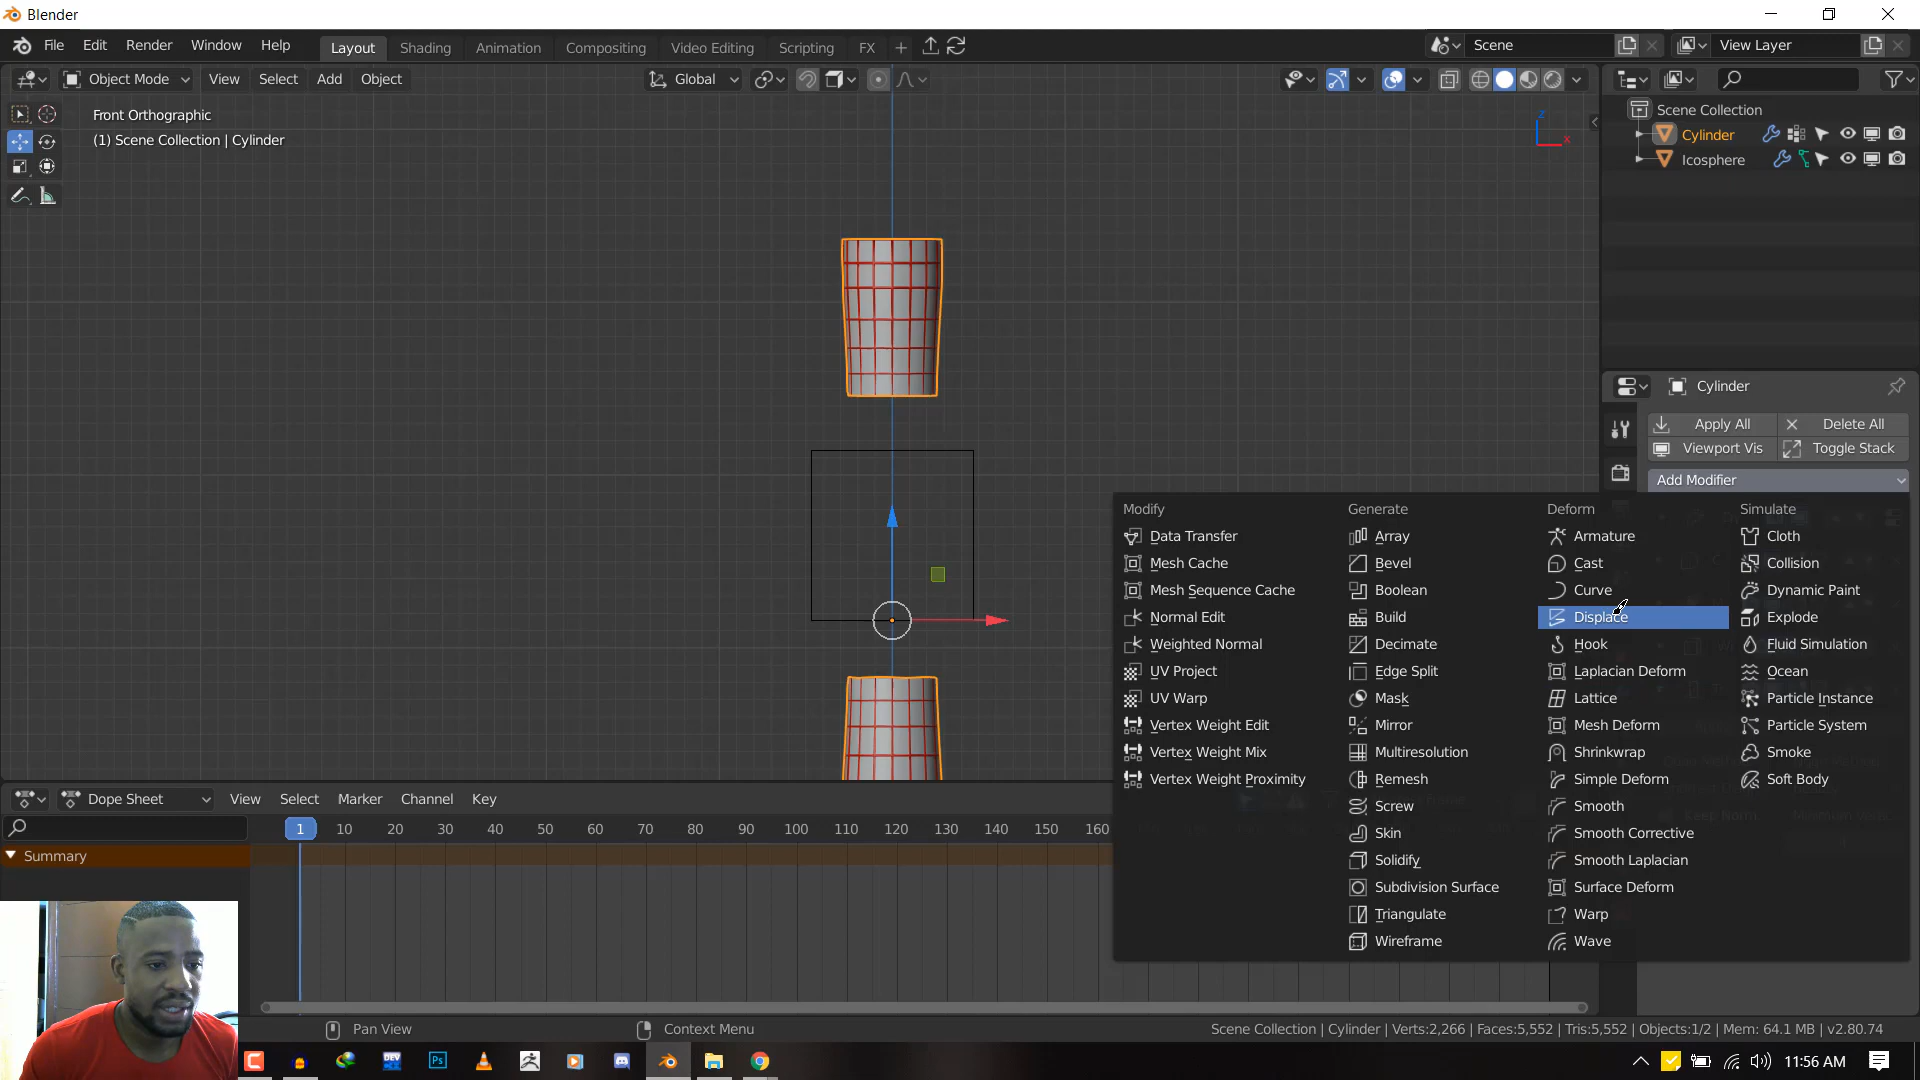 Blender
File Edit Render Window Help Layout Shading Animation Compositing Video Editing Scripting FX Scene View Layer
Object Mode View Select Add Object Global
Front Orthographic
(1) Scene Collection | Cylinder
z
x
Scene Collection
Cylinder
Icosphere
Cylinder
Apply All Delete All
Viewport Vis Toggle Stack
Add Modifier
Modify Generate Deform Simulate
Data Transfer Array Armature Cloth
Mesh Cache Bevel Cast Collision
Mesh Sequence Cache Boolean Curve Dynamic Paint
Normal Edit Build Displace Explode
Weighted Normal Decimate Hook Fluid Simulation
UV Project Edge Split Laplacian Deform Ocean
UV Warp Mask Lattice Particle Instance
Vertex Weight Edit Mirror Mesh Deform Particle System
Vertex Weight Mix Multiresolution Shrinkwrap Smoke
Vertex Weight Proximity Remesh Simple Deform Soft Body
Screw Smooth
Skin Smooth Corrective
Solidify Smooth Laplacian
Subdivision Surface Surface Deform
Triangulate Warp
Wireframe Wave
Dope Sheet View Select Marker Channel Key
1 10 20 30 40 50 60 70 80 90 100 110 120 130 140 150 160
Summary
Pan View Context Menu Scene Collection | Cylinder | Verts:2,266 | Faces:5,552 | Tris:5,552 | Objects:1/2 | Mem: 64.1 MB | v2.80.74
DEV Ps 11:56 AM